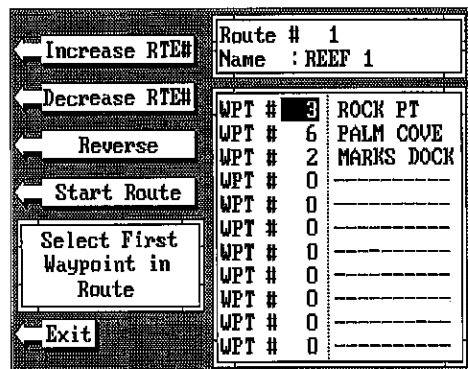 Increase RTE#
Decrease RTE#
Reverse
Start Route
Select First
Waypoint in
Route
Exit
Route # 1
Name :REEF 1
WPT # 3 ROCK PT
WPT # 6 PALM COVE
WPT # 2 MARKS DOCK
WPT # 0 ----------
WPT # 0 ----------
WPT # 0 ----------
WPT # 0 ----------
WPT # 0 ----------
WPT # 0 ----------
WPT # 0 ----------
WPT # 0 ----------